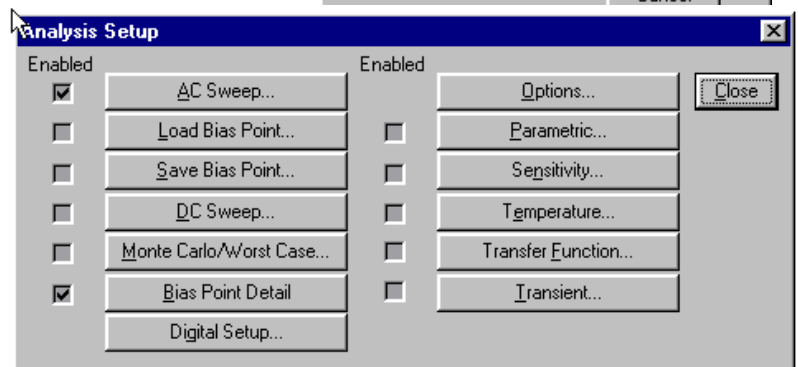 Analysis Setup
Enabled
Enabled
AC Sweep...
Options...
Close
Load Bias Point...
Parametric...
Save Bias Point...
Sensitivity...
DC Sweep...
Temperature...
Monte Carlo/Worst Case...
Transfer Function...
Bias Point Detail
Transient...
Digital Setup...